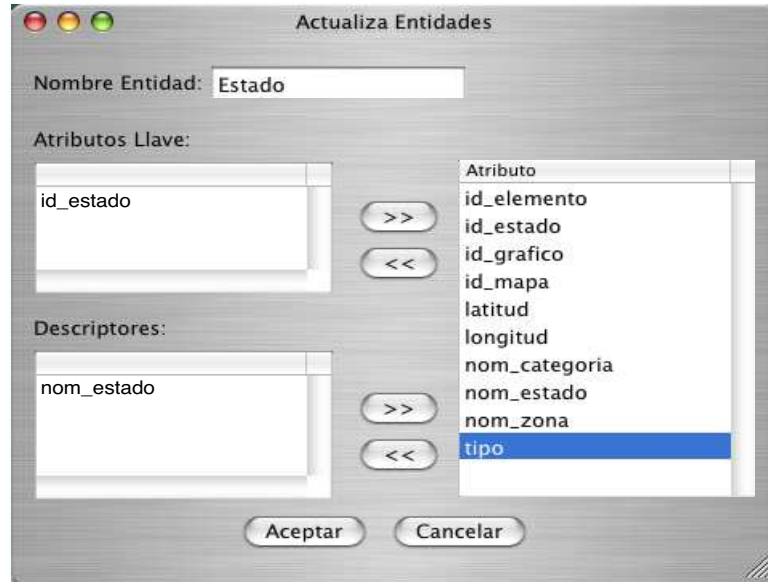 Actualiza Entidades
Nombre Entidad: Estado
Atributos Llave:
id_estado
>>
<<
Descriptores:
nom_estado
>>
<<
Atributo
id_elemento
id_estado
id_grafico
id_mapa
latitud
longitud
nom_categoria
nom_estado
nom_zona
tipo
Aceptar
Cancelar